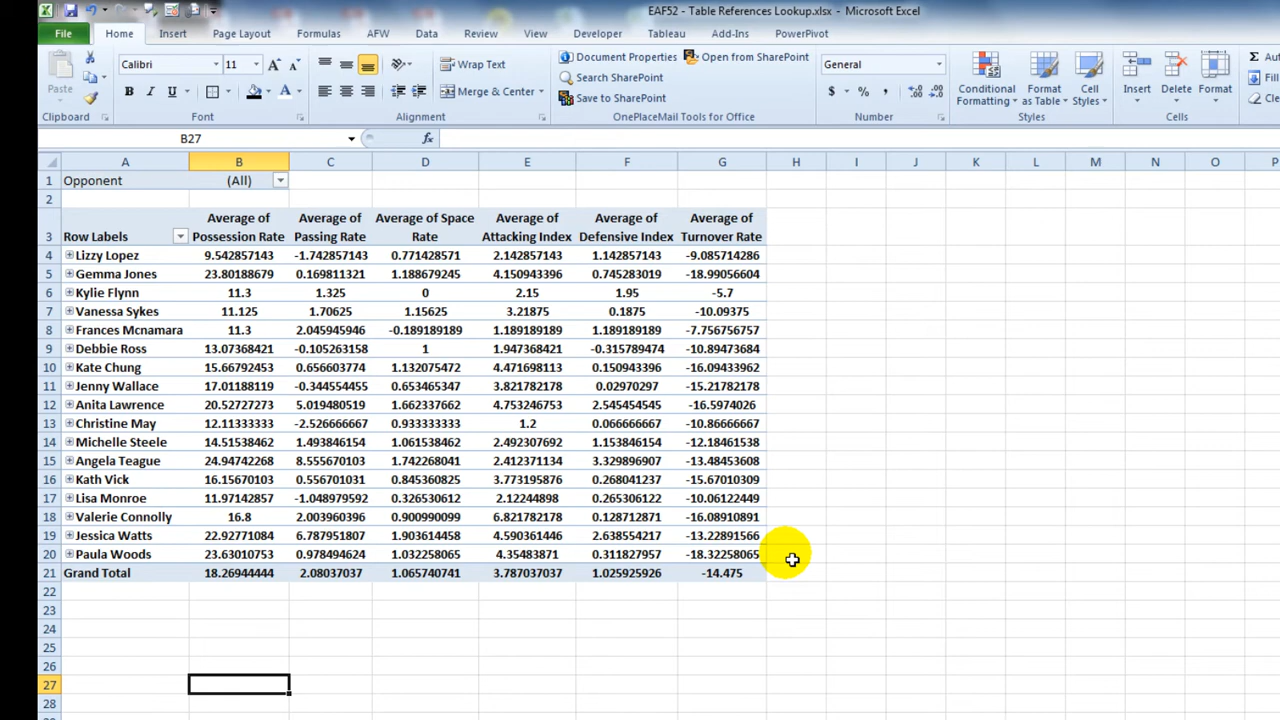 EAF52 - Table References Lookup.xlsx - Microsoft Excel
File Home Insert Page Layout Formulas AFW Data Review View Developer Add-Ins Tableau PowerPivot
Calibri 11 Wrap Text Document Properties Open from SharePoint General
Paste Search SharePoint Conditional Format Cell Insert Delete Format
B I U A Merge & Center Save to SharePoint $ % , Formatting as Table Styles
Clipboard Font Alignment OnePlaceMail Tools for Office Number Styles Cells
B27 fx
A B C D E F G H I J K L M N O P
1 Opponent (All)
2
Average of Average of Average of Space Average of Average of Average of
3 Row Labels Possession Rate Passing Rate Rate Attacking Index Defensive Index Turnover Rate
4 Lizzy Lopez 9.542857143 -1.742857143 0.771428571 2.142857143 1.142857143 -9.085714286
5 Gemma Jones 23.80188679 0.169811321 1.188679245 4.150943396 0.745283019 -18.99056604
6 Kylie Flynn 11.3 1.325 0 2.15 1.95 -5.7
7 Vanessa Sykes 11.125 1.70625 1.15625 3.21875 0.1875 -10.09375
8 Frances Mcnamara 11.3 2.045945946 -0.189189189 1.189189189 1.189189189 -7.756756757
9 Debbie Ross 13.07368421 -0.105263158 1 1.947368421 -0.315789474 -10.89473684
10 Kate Chung 15.66792453 0.656603774 1.132075472 4.471698113 0.150943396 -16.09433962
11 Jenny Wallace 17.01188119 -0.344554455 0.653465347 3.821782178 0.02970297 -15.21782178
12 Anita Lawrence 20.52727273 5.019480519 1.662337662 4.753246753 2.545454545 -16.5974026
13 Christine May 12.11333333 -2.526666667 0.933333333 1.2 0.066666667 -10.86666667
14 Michelle Steele 14.51538462 1.493846154 1.061538462 2.492307692 1.153846154 -12.18461538
15 Angela Teague 24.94742268 8.555670103 1.742268041 2.412371134 3.329896907 -13.48453608
16 Kath Vick 16.15670103 0.556701031 0.845360825 3.773195876 0.268041237 -15.67010309
17 Lisa Monroe 11.97142857 -1.048979592 0.326530612 2.12244898 0.265306122 -10.06122449
18 Valerie Connolly 16.8 2.003960396 0.900990099 6.821782178 0.128712871 -16.08910891
19 Jessica Watts 22.92771084 6.787951807 1.903614458 4.590361446 2.638554217 -13.22891566
20 Paula Woods 23.63010753 0.978494624 1.032258065 4.35483871 0.311827957 -18.32258065
21 Grand Total 18.26944444 2.08037037 1.065740741 3.787037037 1.025925926 -14.475
22
23
24
25
26
27
28